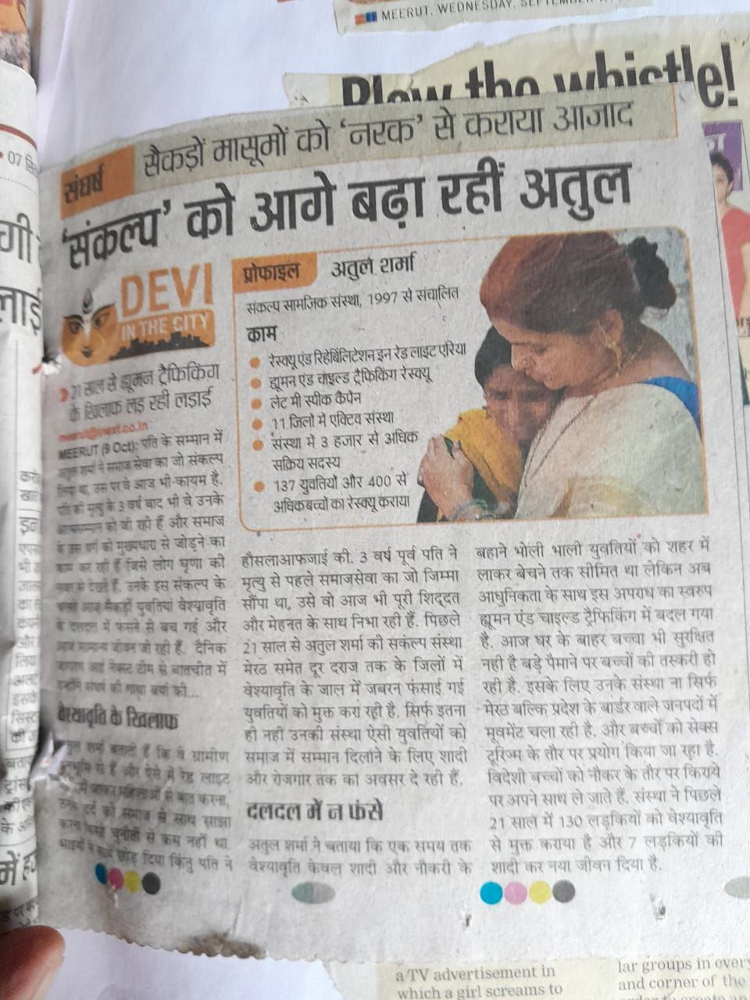 MEERUT, WEDNESDAY,
Blow the whistle!
07 सि
गी
लाई
संघर्ष
सैकड़ों मासूमों को ‘नरक’ से कराया आजाद
‘संकल्प’ को आगे बढ़ा रहीं अतुल
DEVI
IN THE CITY
21 साल से ह्यूमन ट्रैफिकिंग
के खिलाफ लड़ रही लड़ाई
meerut@inext.co.in
MEERUT (9 Oct): पति के सम्मान में
अतुल शर्मा ने समाज सेवा का जो संकल्प
लिया था, उस पर वे आज भी कायम है.
पति की मृत्यु के 3 वर्ष बाद भी वे उनके
को जी रही हैं और समाज
के उस वर्ग को मुख्यधारा से जोड़ने का
काम कर रही हैं जिसे लोग घृणा की
नजर से देखते हैं. उनके इस संकल्प के
चलते आज सैकड़ों युवतियां वेश्यावृति
के दलदल में फंसने से बच गई और
आज सामान्य जीवन जी रही हैं. दैनिक
जागरण आई नेक्स्ट टीम से बातचीत में
उन्होंने संघर्ष की गाथा बयां की...
वेश्यावृति के खिलाफ
अतुल शर्मा बताती हैं कि वे ग्रामीण
से हैं और ऐसे में रेड लाइट
में जाकर महिलाओं से बात करना,
उनके दर्द को समाज से साथ साझा
करना किसी चुनौती से कम नहीं था.
भाइयों ने साथ छोड़ दिया किंतु पति ने
प्रोफाइल
अतुल शर्मा
संकल्प सामजिक संस्था, 1997 से संचालित
काम
रेस्क्यू एंड रिहेबिलिटेशन इन रेड लाइट एरिया
ह्यूमन एंड चाइल्ड ट्रैफिकिंग रेस्क्यू
लेट मी स्पीक कैंपेन
11 जिलों में एक्टिव संस्था
संस्था में 3 हजार से अधिक
सक्रिय सदस्य
137 युवतियों और 400 से
अधिक बच्चों का रेस्क्यू कराया
हौसलाआफजाई की. 3 वर्ष पूर्व पति ने
मृत्यु से पहले समाजसेवा का जो जिम्मा
सौंपा था, उसे वो आज भी पूरी शिद्दत
और मेहनत के साथ निभा रही हैं. पिछले
21 साल से अतुल शर्मा की सकंल्प संस्था
मेरठ समेत दूर दराज तक के जिलों में
वेश्यावृति के जाल में जबरन फंसाई गई
युवतियों को मुक्त करा रही है. सिर्फ इतना
ही नही उनकी संस्था ऐसी युवतियों को
समाज में सम्मान दिलाने के लिए शादी
और रोजगार तक का अवसर दे रही हैं.
दलदल में न फंसे
अतुल शर्मा ने बताया कि एक समय तक
वेश्यावृति केवल शादी और नौकरी के
बहाने भोली भाली युवतियों को शहर में
लाकर बेचने तक सीमित था लेकिन अब
आधुनिकता के साथ इस अपराध का स्वरुप
ह्यूमन एंड चाइल्ड ट्रैफिकिंग में बदल गया
है. आज घर के बाहर बच्चा भी सुरक्षित
नही है बड़े पैमाने पर बच्चों की तस्करी हो
रही है. इसके लिए उनके संस्था ना सिर्फ
मेरठ बल्कि प्रदेश के बार्डर वाले जनपदों में
मूवमेंट चला रही है. और बच्चों को सेक्स
टूरिज्म के तौर पर प्रयोग किया जा रहा है.
विदेशी बच्चों को नौकर के तौर पर किराये
पर अपने साथ ले जाते हैं. संस्था ने पिछले
21 साल में 130 लड़कियों को वेश्यावृति
से मुक्त कराया है और 7 लड़कियों की
शादी कर नया जीवन दिया है.
a TV advertisement in
which a girl screams to
lar groups in every
and corner of the